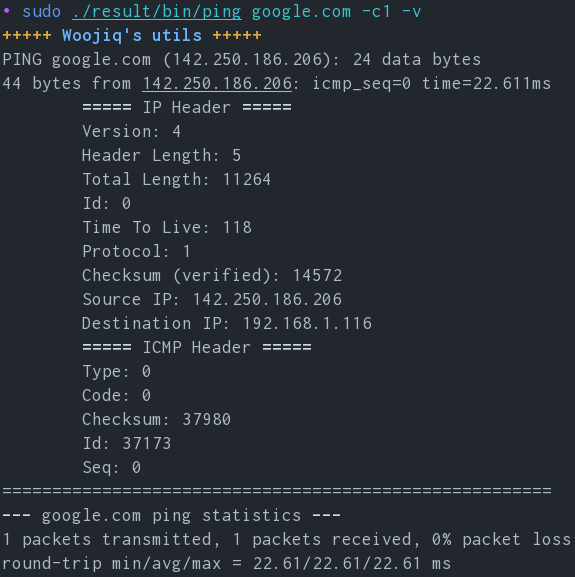 • sudo ./result/bin/ping google.com -c1 -v
+++++ Woojiq's utils +++++
PING google.com (142.250.186.206): 24 data bytes
44 bytes from 142.250.186.206: icmp_seq=0 time=22.611ms
===== IP Header =====
Version: 4
Header Length: 5
Total Length: 11264
Id: 0
Time To Live: 118
Protocol: 1
Checksum (verified): 14572
Source IP: 142.250.186.206
Destination IP: 192.168.1.116
===== ICMP Header =====
Type: 0
Code: 0
Checksum: 37980
Id: 37173
Seq: 0
=======================================================
--- google.com ping statistics ---
1 packets transmitted, 1 packets received, 0% packet loss
round-trip min/avg/max = 22.61/22.61/22.61 ms